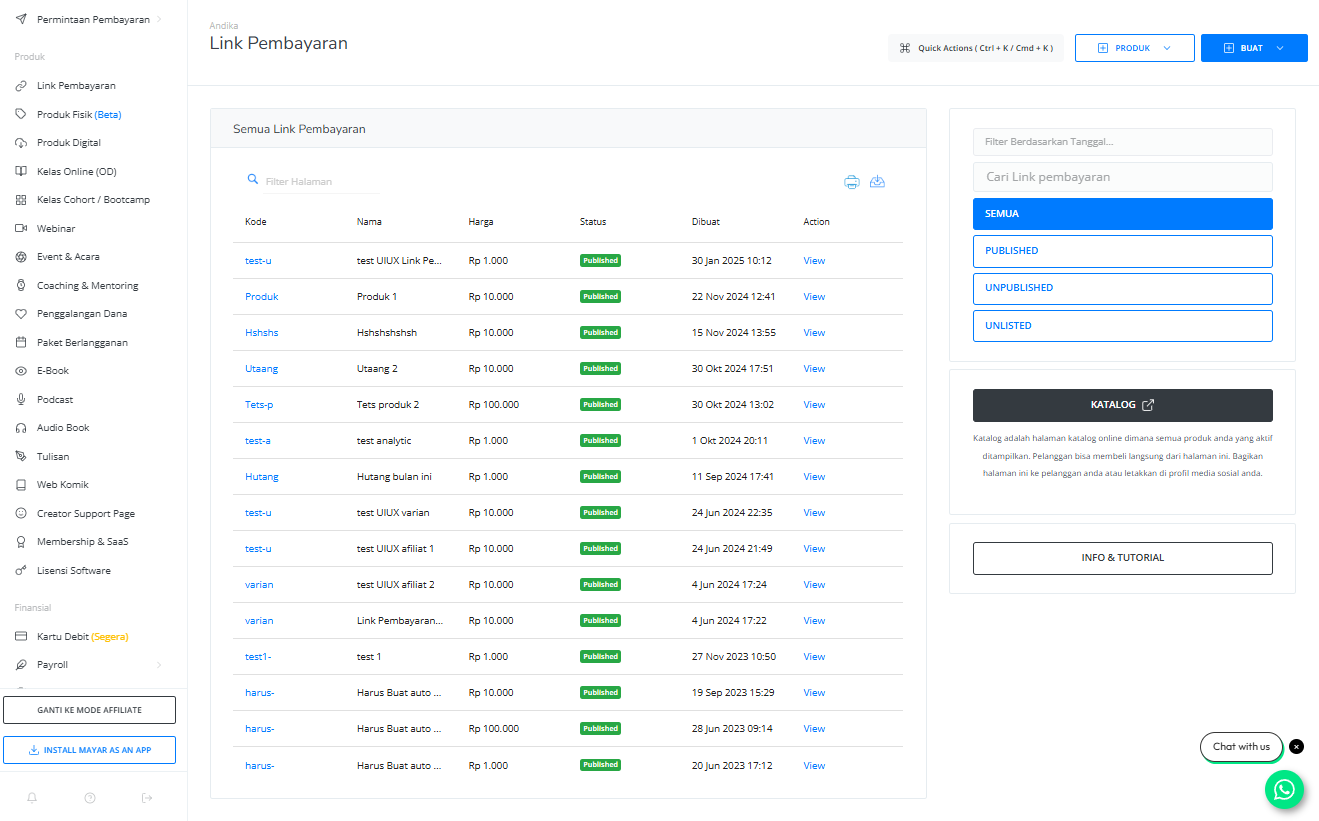 Permintaan Pembayaran
Produk
Link Pembayaran
Produk Fisik (Beta)
Produk Digital
Kelas Online (OD)
Kelas Cohort / Bootcamp
Webinar
Event & Acara
Coaching & Mentoring
Penggalangan Dana
Paket Berlangganan
E-Book
Podcast
Audio Book
Tulisan
Web Komik
Creator Support Page
Membership & SaaS
Lisensi Software
Finansial
Kartu Debit (Segera)
Payroll
GANTI KE MODE AFFILIATE
INSTALL MAYAR AS AN APP
Andika
Link Pembayaran
Quick Actions ( Ctrl + K / Cmd + K )
PRODUK
BUAT
Semua Link Pembayaran
Filter Halaman
Kode Nama Harga Status Dibuat Action
test-u test UIUX Link Pe... Rp 1.000 Published 30 Jan 2025 10:12 View
Produk Produk 1 Rp 10.000 Published 22 Nov 2024 12:41 View
Hshshs Hshshshshsh Rp 10.000 Published 15 Nov 2024 13:55 View
Utaang Utaang 2 Rp 10.000 Published 30 Okt 2024 17:51 View
Tets-p Tets produk 2 Rp 100.000 Published 30 Okt 2024 13:02 View
test-a test analytic Rp 1.000 Published 1 Okt 2024 20:11 View
Hutang Hutang bulan ini Rp 10.000 Published 11 Sep 2024 17:41 View
test-u test UIUX varian Rp 10.000 Published 24 Jun 2024 22:35 View
test-u test UIUX afiliat 1 Rp 10.000 Published 24 Jun 2024 21:49 View
varian test UIUX afiliat 2 Rp 10.000 Published 4 Jun 2024 17:24 View
varian Link Pembayaran... Rp 10.000 Published 4 Jun 2024 17:22 View
test1- test 1 Rp 1.000 Published 27 Nov 2023 10:50 View
harus- Harus Buat auto ... Rp 10.000 Published 19 Sep 2023 15:29 View
harus- Harus Buat auto ... Rp 100.000 Published 28 Jun 2023 09:14 View
harus- Harus Buat auto ... Rp 1.000 Published 20 Jun 2023 17:12 View
Filter Berdasarkan Tanggal...
Cari Link pembayaran
SEMUA
PUBLISHED
UNPUBLISHED
UNLISTED
KATALOG
Katalog adalah halaman katalog online dimana semua produk anda yang aktif
ditampilkan. Pelanggan bisa membeli langsung dari halaman ini. Bagikan
halaman ini ke pelanggan anda atau letakkan di profil media sosial anda.
INFO & TUTORIAL
Chat with us